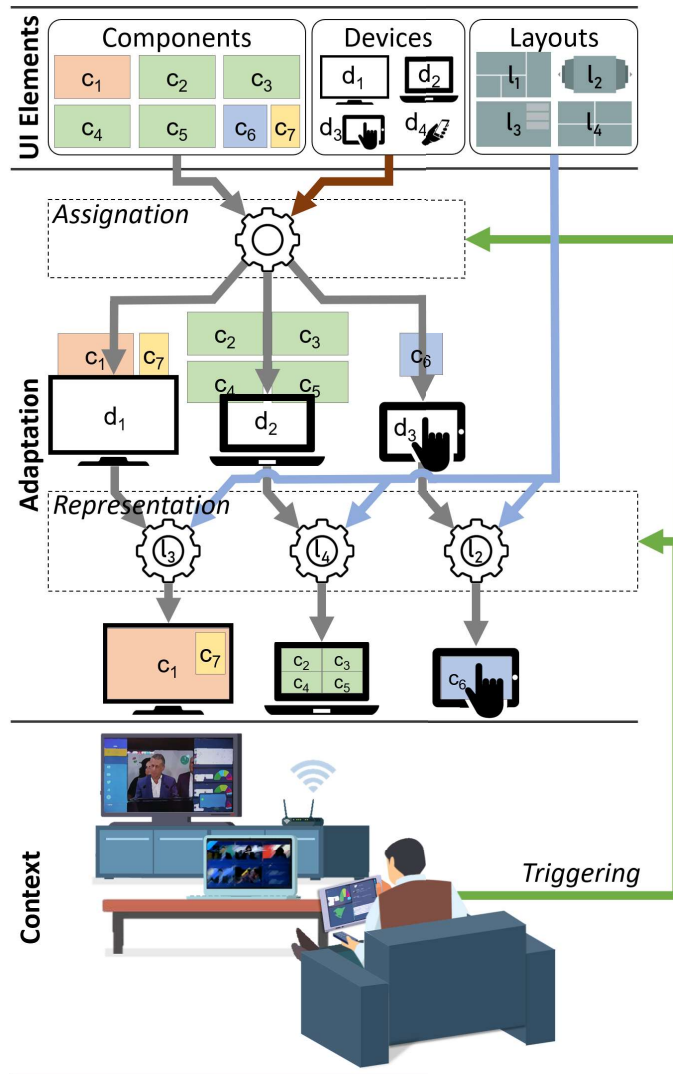 UI Elements
Components
Devices
Layouts
c₁ c₂ c₃
c₄ c₅ c₆ c₇
d₁ d₂
d₃ d₄
l₁ l₂
l₃ l₄
Adaptation
Assignation
c₁ c₇
c₂ c₃
c₄ c₅
c₆
d₁ d₂ d₃
Representation
l₃ l₄ l₂
c₁ c₇
c₂ c₃
c₄ c₅
c₆
Context
Triggering